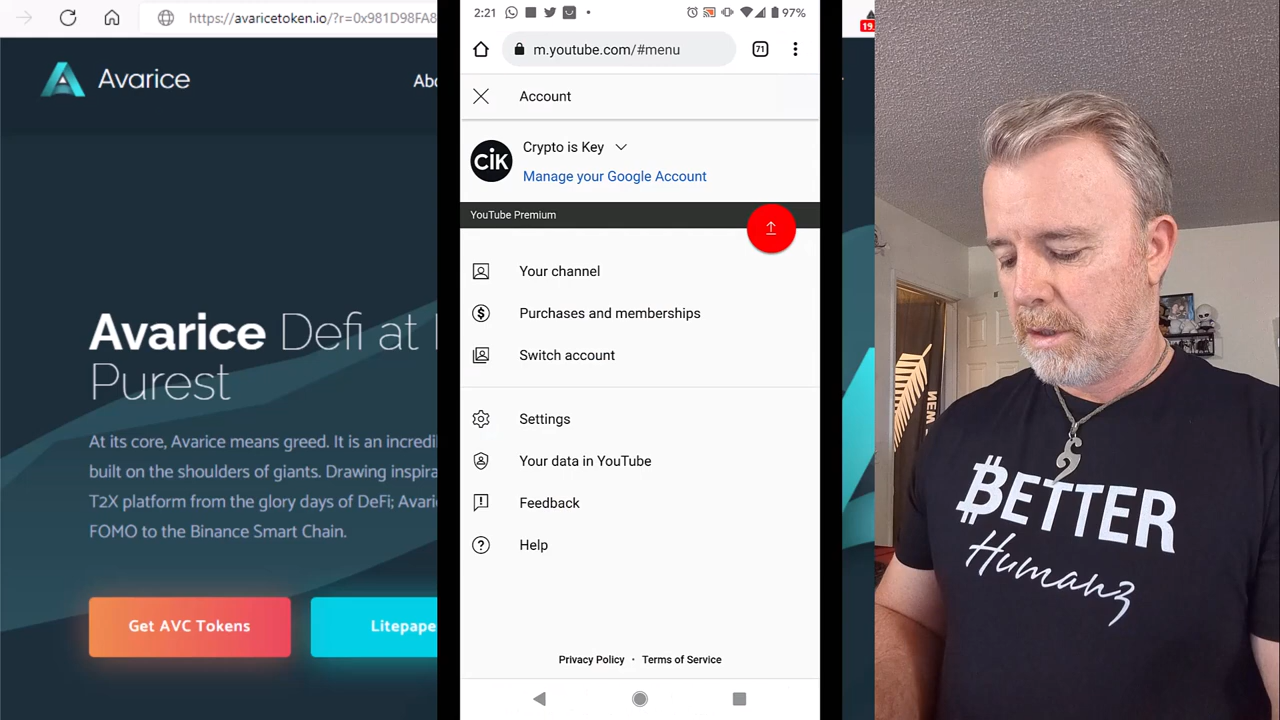 https://avaricetoken.io/?r=0x981D98FA8
Avarice
Abo
Avarice Defi at
Purest
At its core, Avarice means greed. It is an incredi
built on the shoulders of giants. Drawing inspira
T2X platform from the glory days of DeFi; Avari
FOMO to the Binance Smart Chain.
Get AVC Tokens
Litepape
2:21
97%
m.youtube.com/#menu
71
Account
CiK
Crypto is Key
Manage your Google Account
YouTube Premium
Your channel
Purchases and memberships
Switch account
Settings
Your data in YouTube
Feedback
Help
Privacy Policy • Terms of Service
19
NEM
BETTER
Humanz